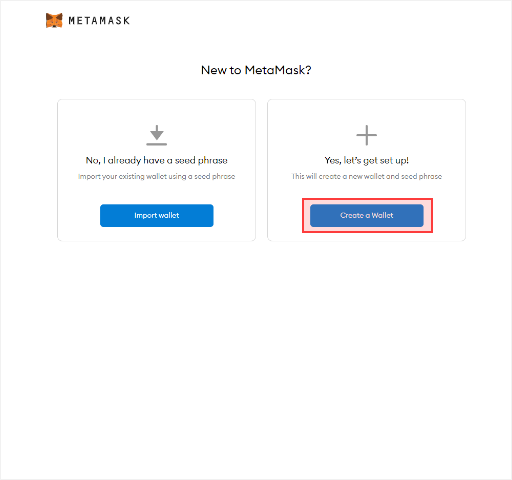 METAMASK
New to MetaMask?
No, I already have a seed phrase
Import your existing wallet using a seed phrase
Import wallet
Yes, let's get set up!
This will create a new wallet and seed phrase
Create a Wallet